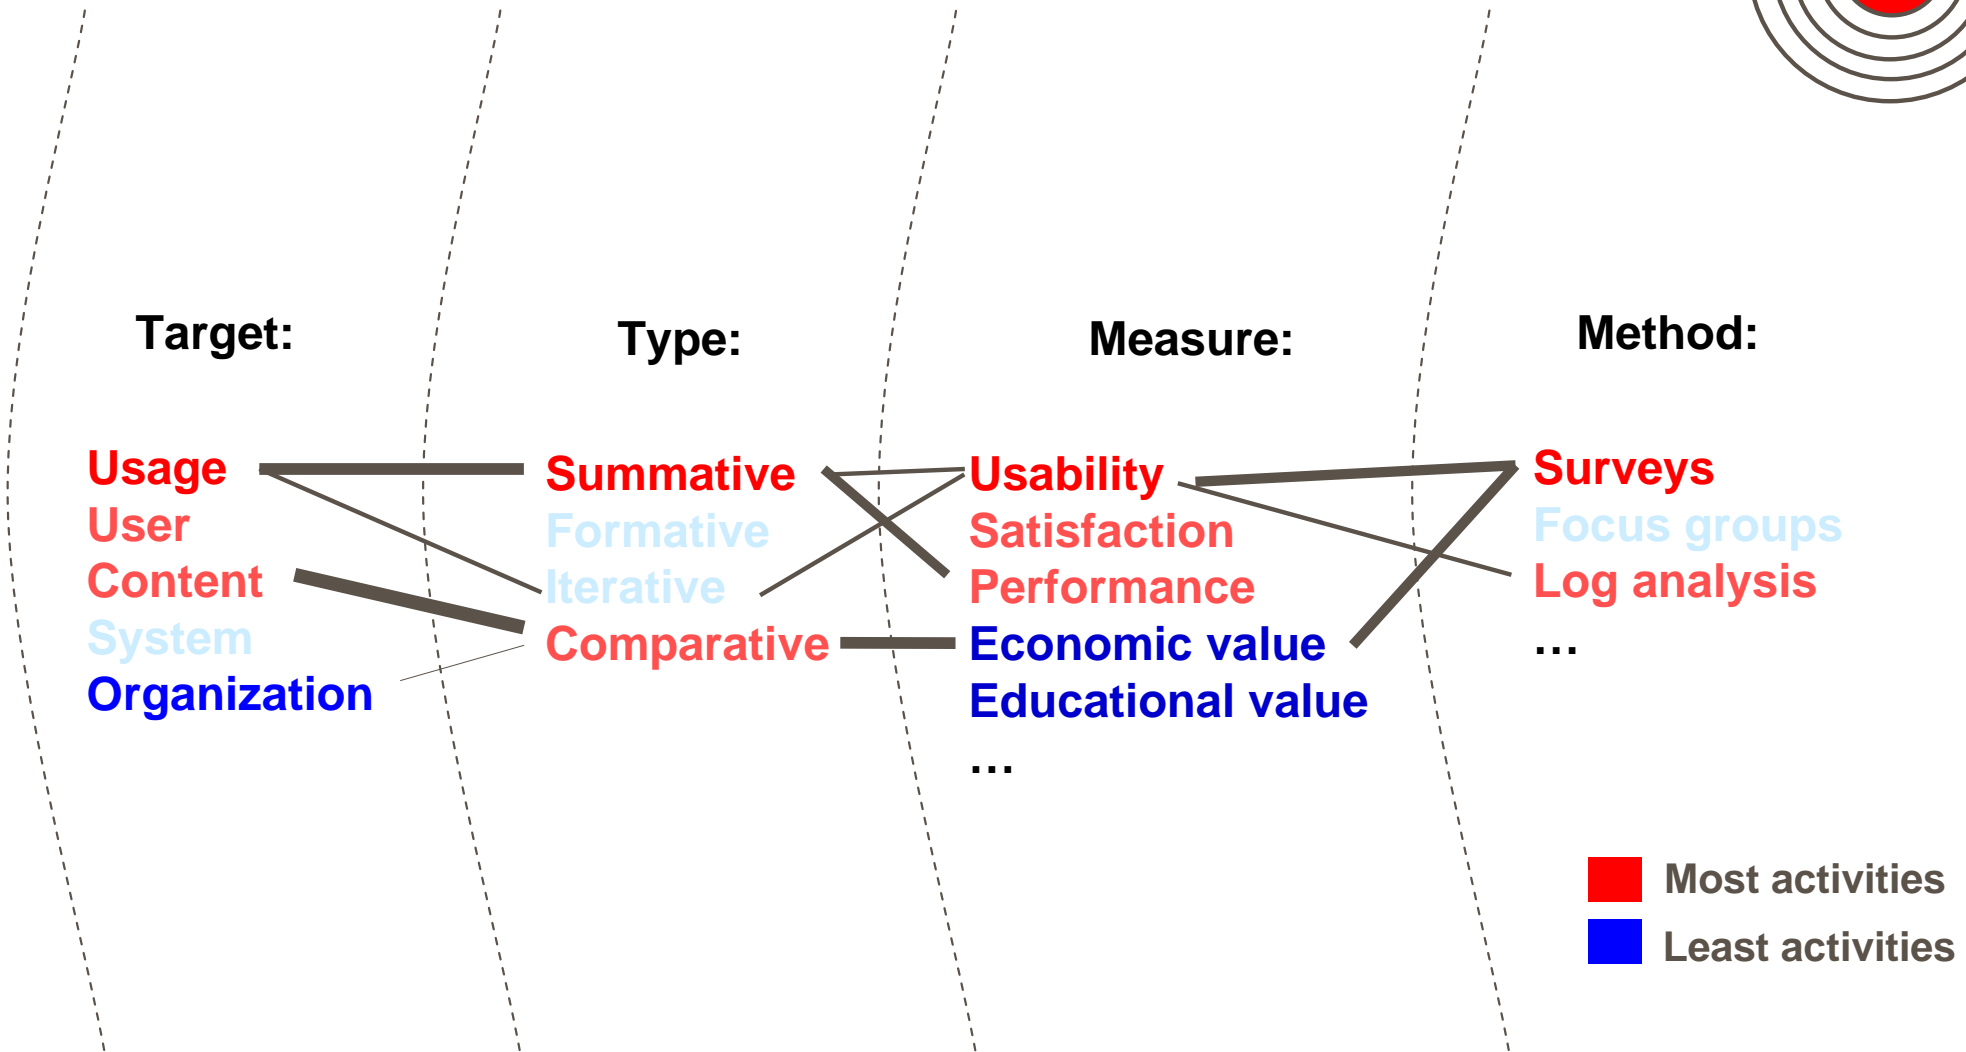 Target:
Usage
User
Content
System
Organization
Type:
Summative
Formative
Iterative
Comparative
Measure:
Usability
Satisfaction
Performance
Economic value
Educational value
…
Method:
Surveys
Focus groups
Log analysis
…
Most activities
Least activities